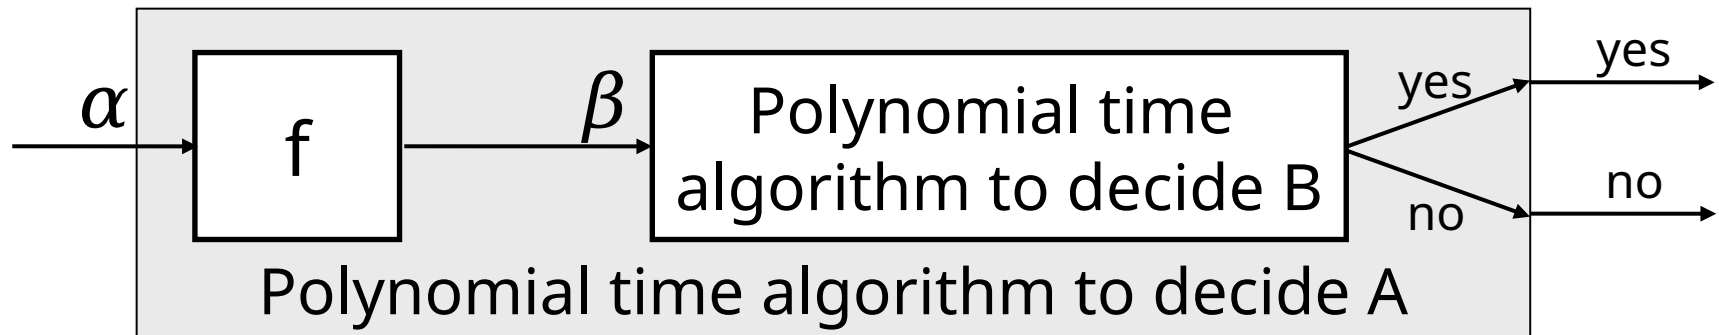 α
f
β
Polynomial time
algorithm to decide B
yes
no
yes
no
Polynomial time algorithm to decide A